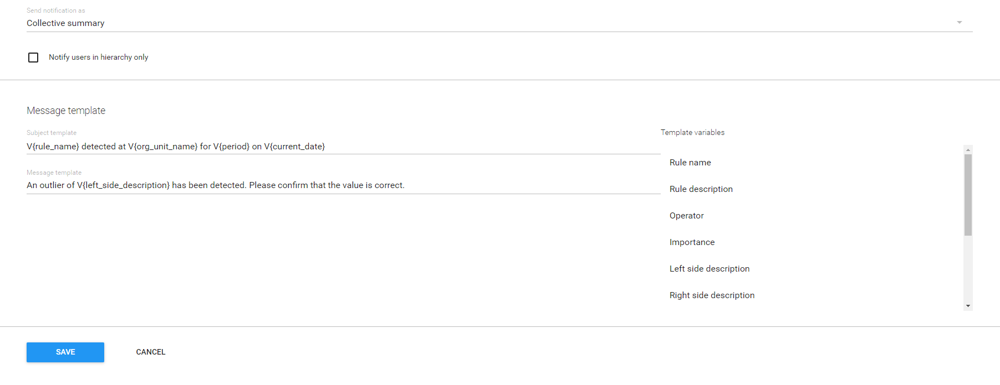 Send notification as
Collective summary
Notify users in hierarchy only
Message template
Subject template
V{rule_name} detected at V{org_unit_name} for V{period} on V{current_date}
Message template
An outlier of V{left_side_description} has been detected. Please confirm that the value is correct.
Template variables
Rule name
Rule description
Operator
Importance
Left side description
Right side description
SAVE
CANCEL